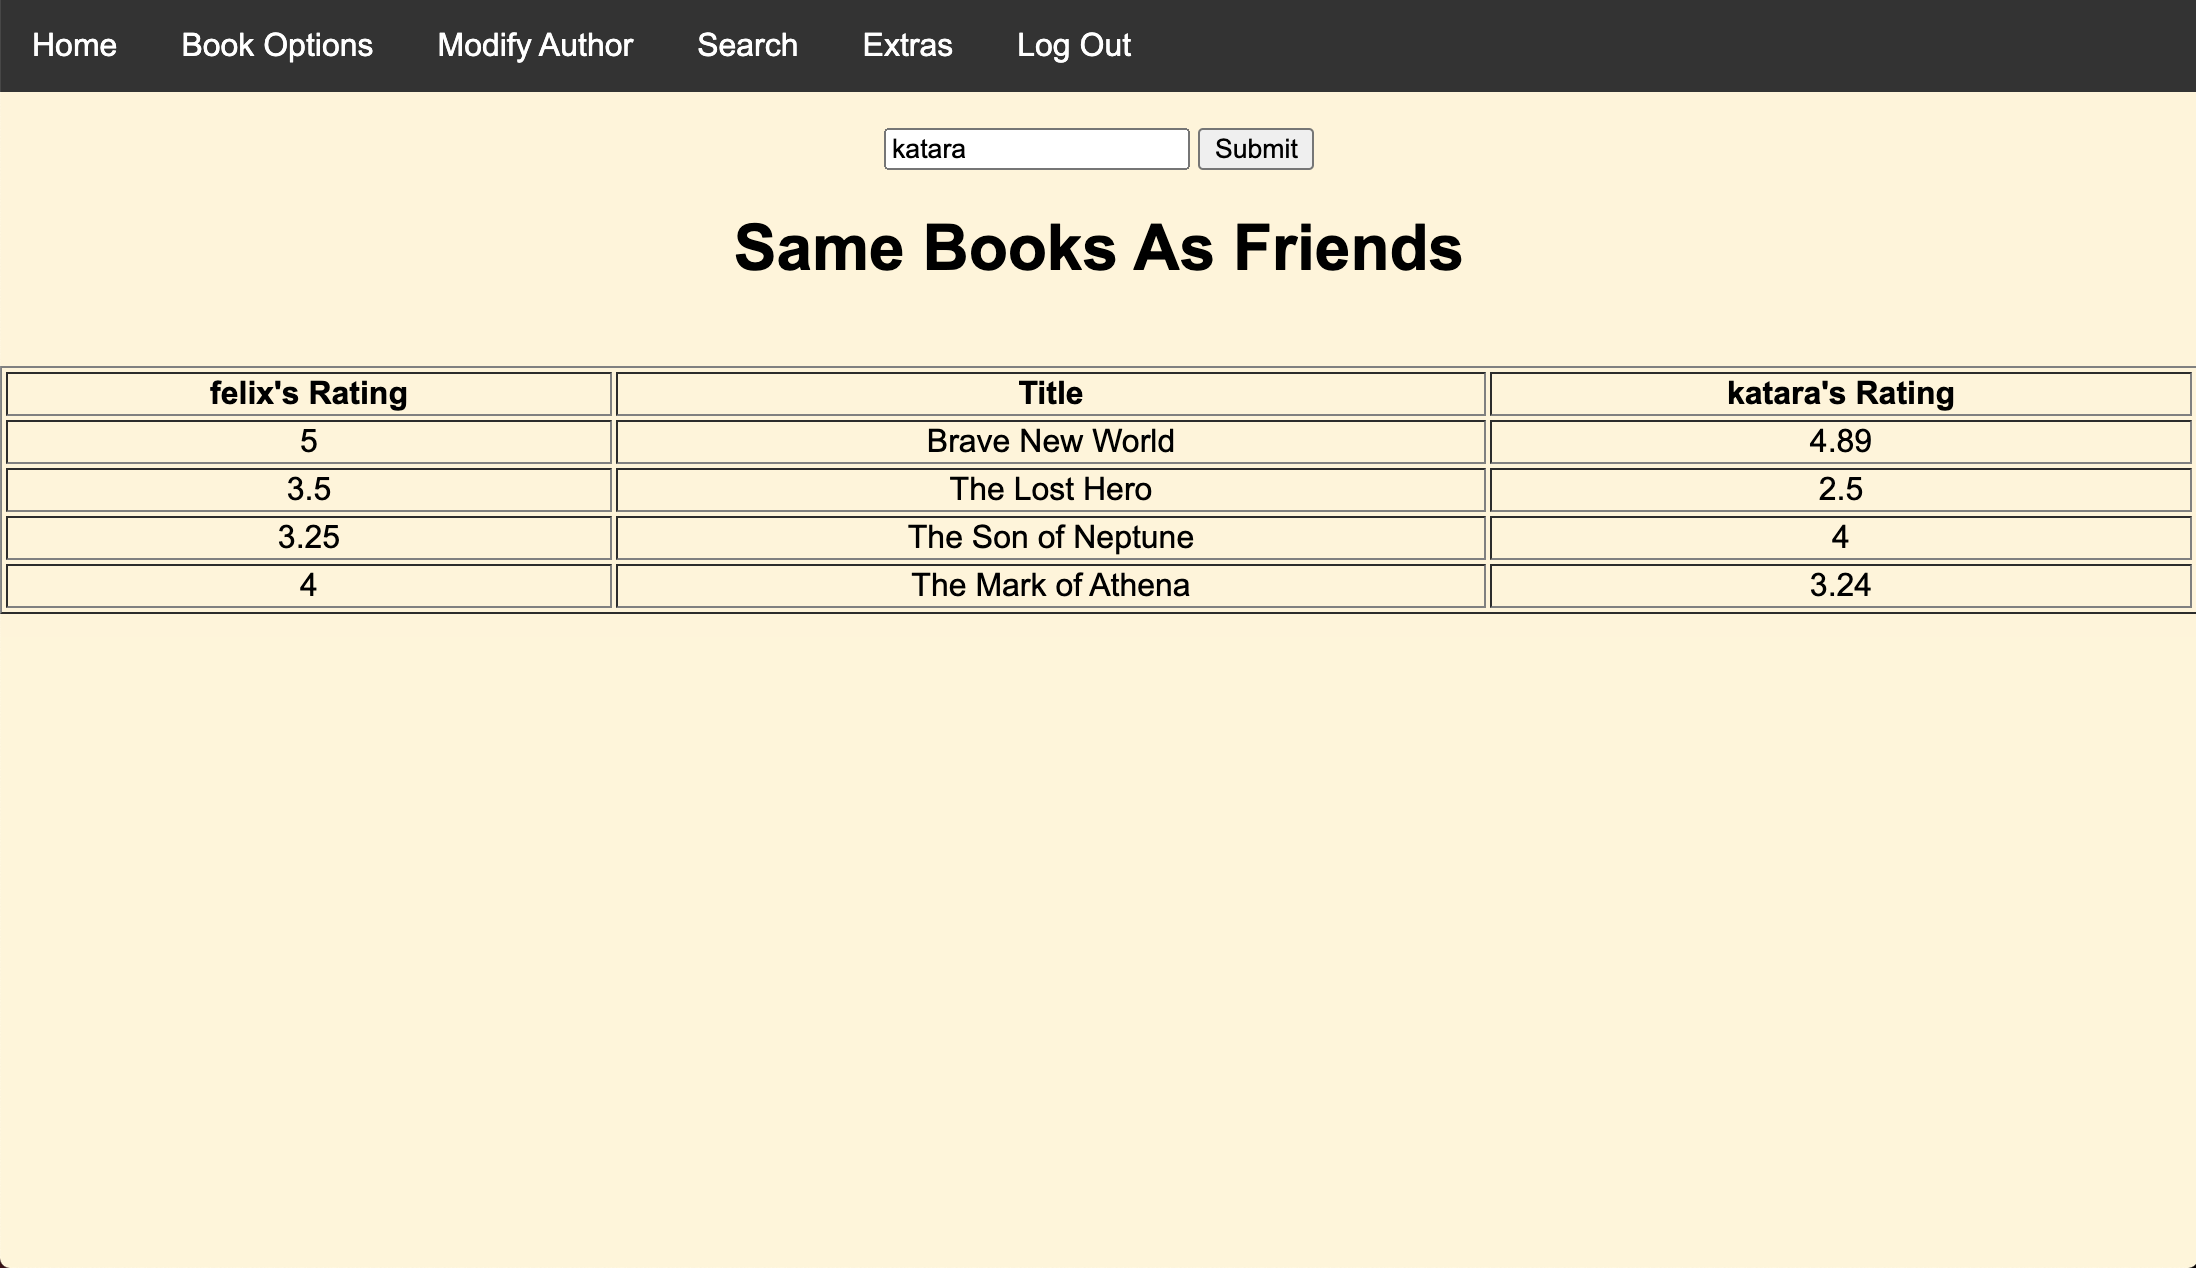 Home Book Options Modify Author Search Extras Log Out
katara Submit
Same Books As Friends
felix's Rating Title katara's Rating
5 Brave New World 4.89
3.5 The Lost Hero 2.5
3.25 The Son of Neptune 4
4 The Mark of Athena 3.24